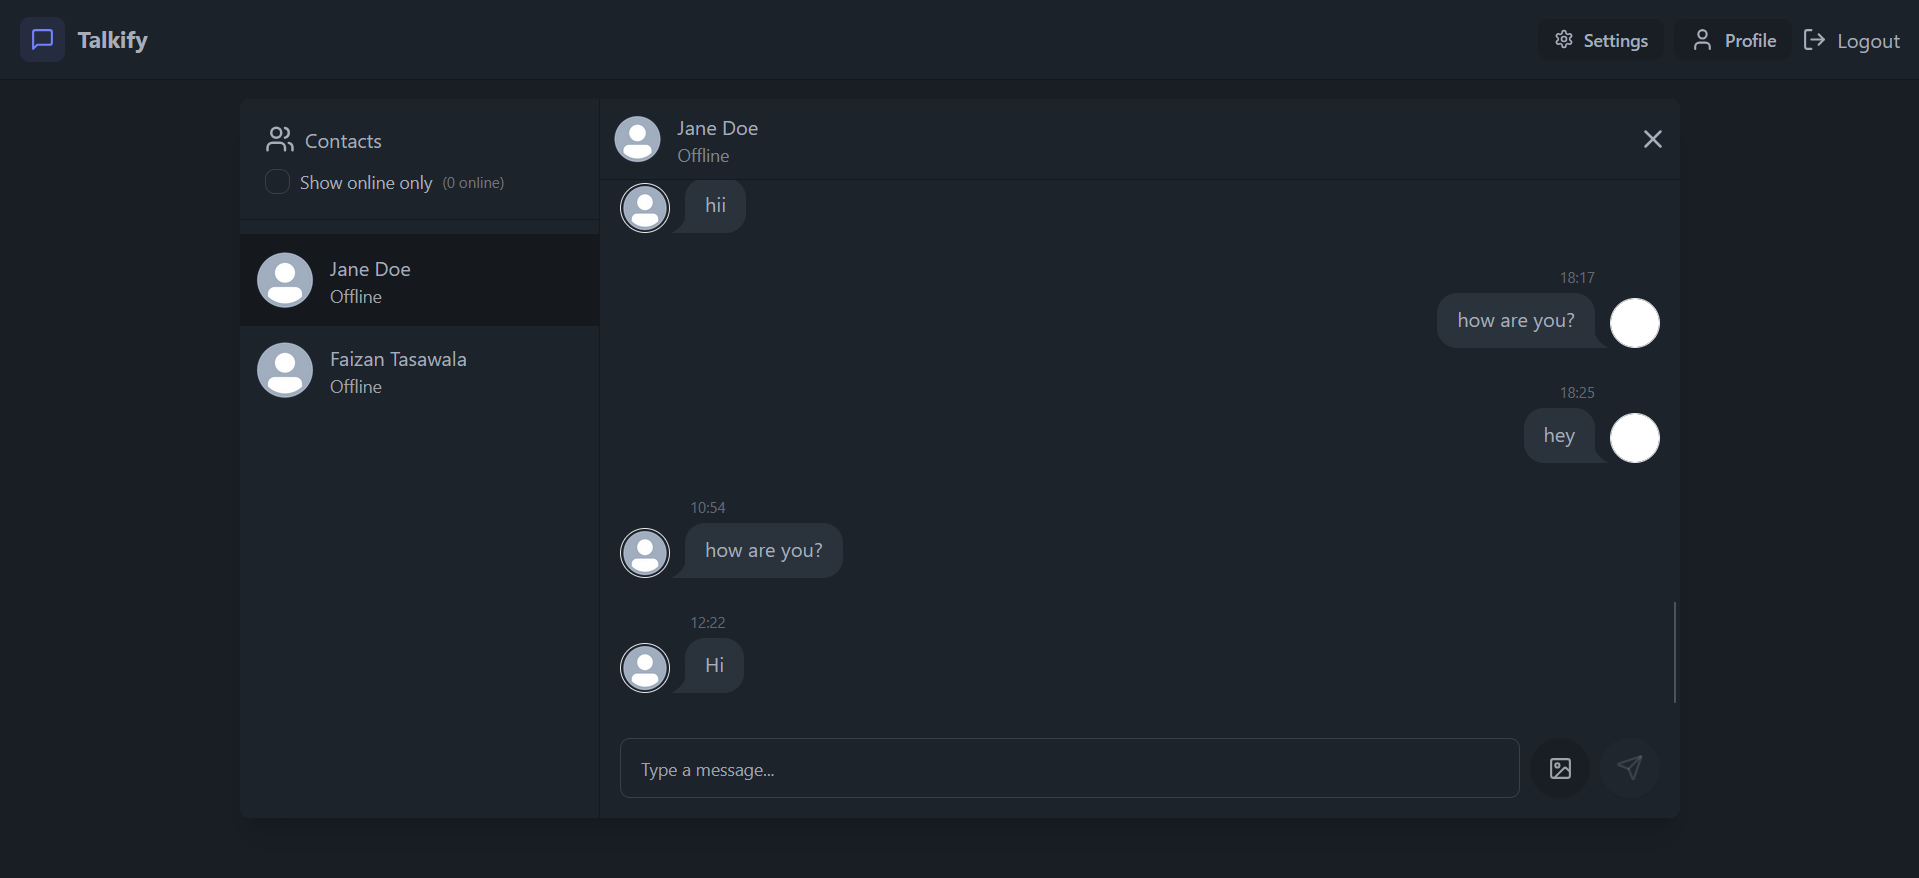 Talkify
Settings
Profile
Logout
Contacts
Show online only (0 online)
Jane Doe
Offline
Faizan Tasawala
Offline
Jane Doe
Offline
hii
18:17
how are you?
18:25
hey
10:54
how are you?
12:22
Hi
Type a message...